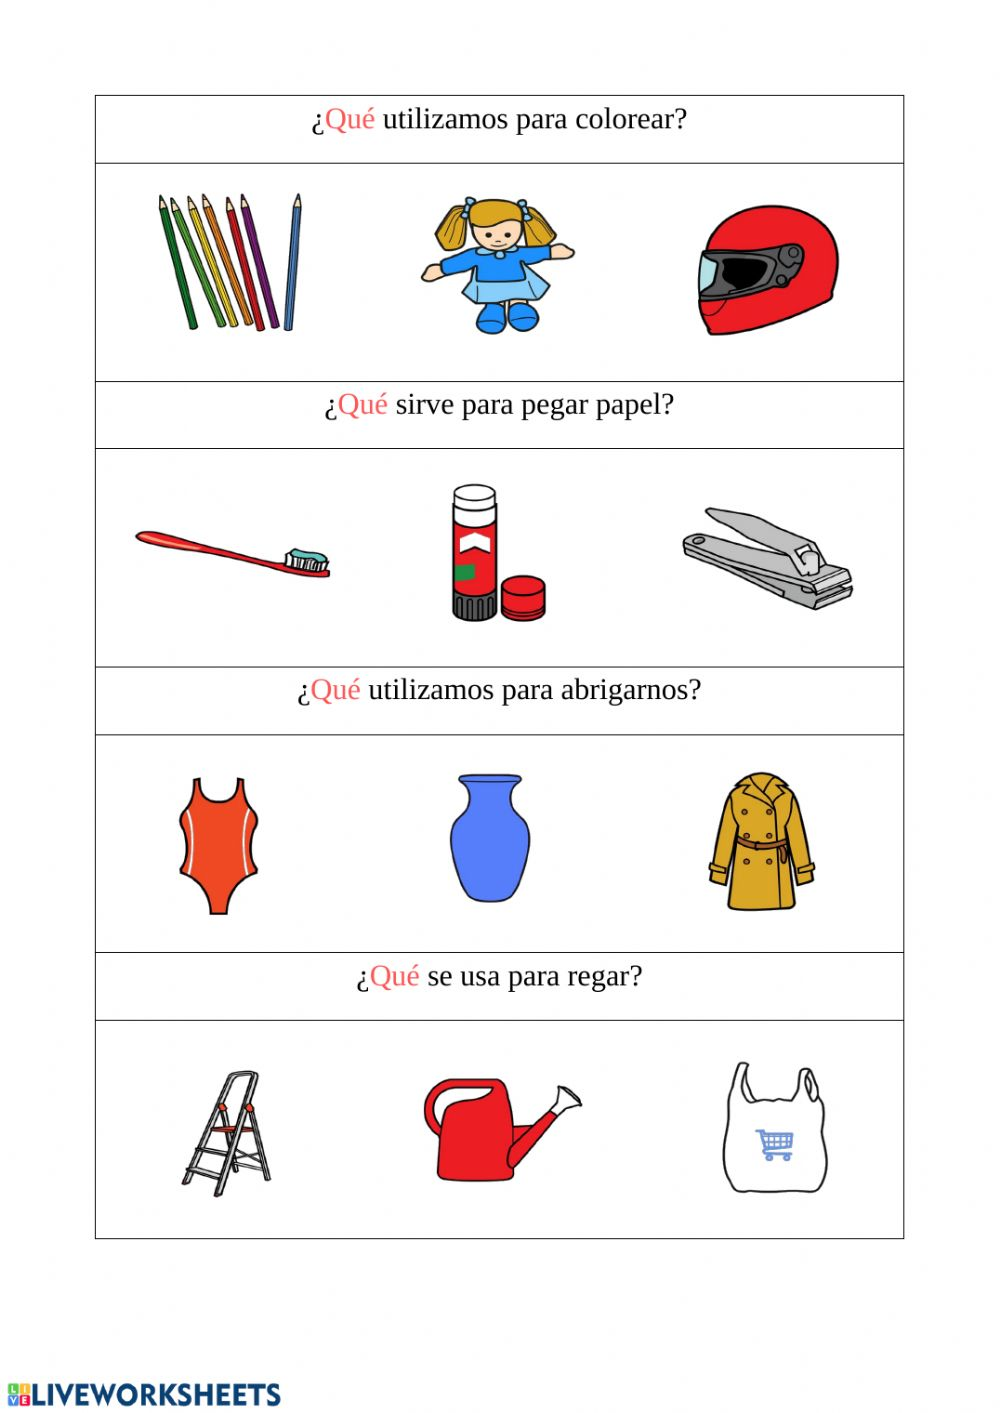 ¿Qué utilizamos para colorear?
¿Qué sirve para pegar papel?
¿Qué utilizamos para abrigarnos?
¿Qué se usa para regar?
LIVE LIVEWORKSHEETS